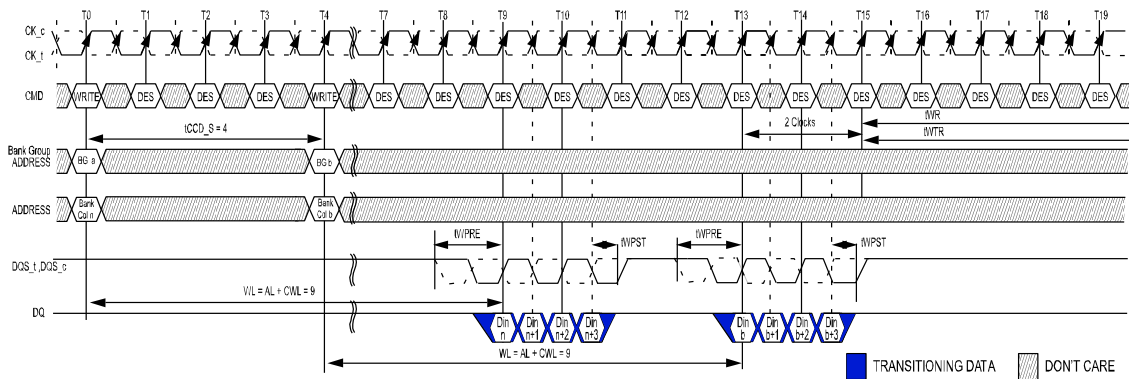 T0 T1 T2 T3 T4 T7 T8 T9 T10 T11 T12 T13 T14 T15 T16 T17 T18 T19
CK_c
CK_t
CMD WRITE DES DES DES WRITE DES DES DES DES DES DES DES DES DES DES DES DES DES
tCCD_S = 4
2 Clocks
tWR
tWTR
Bank Group
ADDRESS
BG a
BG b
ADDRESS
Bank
Col n
Bank
Col b
tWPRE
tWPST
tWPRE
tWPST
DQS_t ,DQS_c
WL = AL + CWL = 9
DQ
Din
n
Din
n+1
Din
n+2
Din
n+3
Din
b
Din
b+1
Din
b+2
Din
b+3
WL = AL + CWL = 9
TRANSITIONING DATA
DON'T CARE